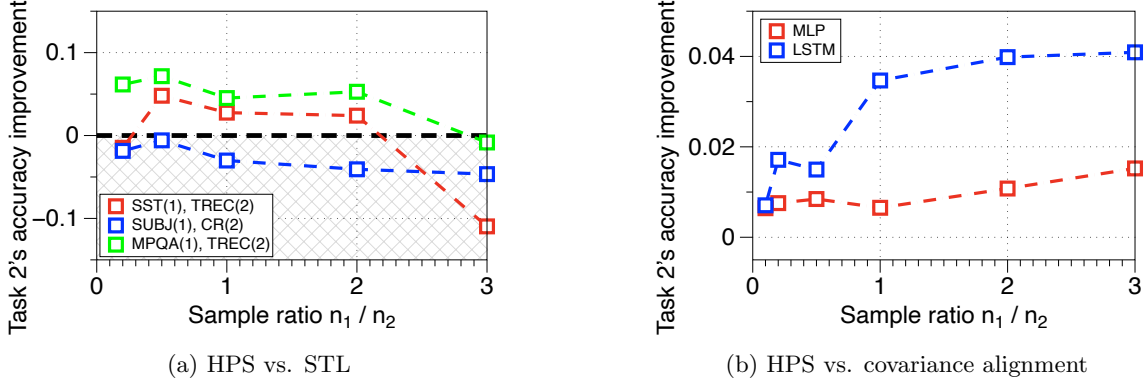 Task 2's accuracy improvement
0.1
0
−0.1
SST(1), TREC(2)
SUBJ(1), CR(2)
MPQA(1), TREC(2)
0
1
2
3
Sample ratio n₁ / n₂
(a) HPS vs. STL
Task 2's accuracy improvement
0.04
0.02
0
MLP
LSTM
0
1
2
3
Sample ratio n₁ / n₂
(b) HPS vs. covariance alignment